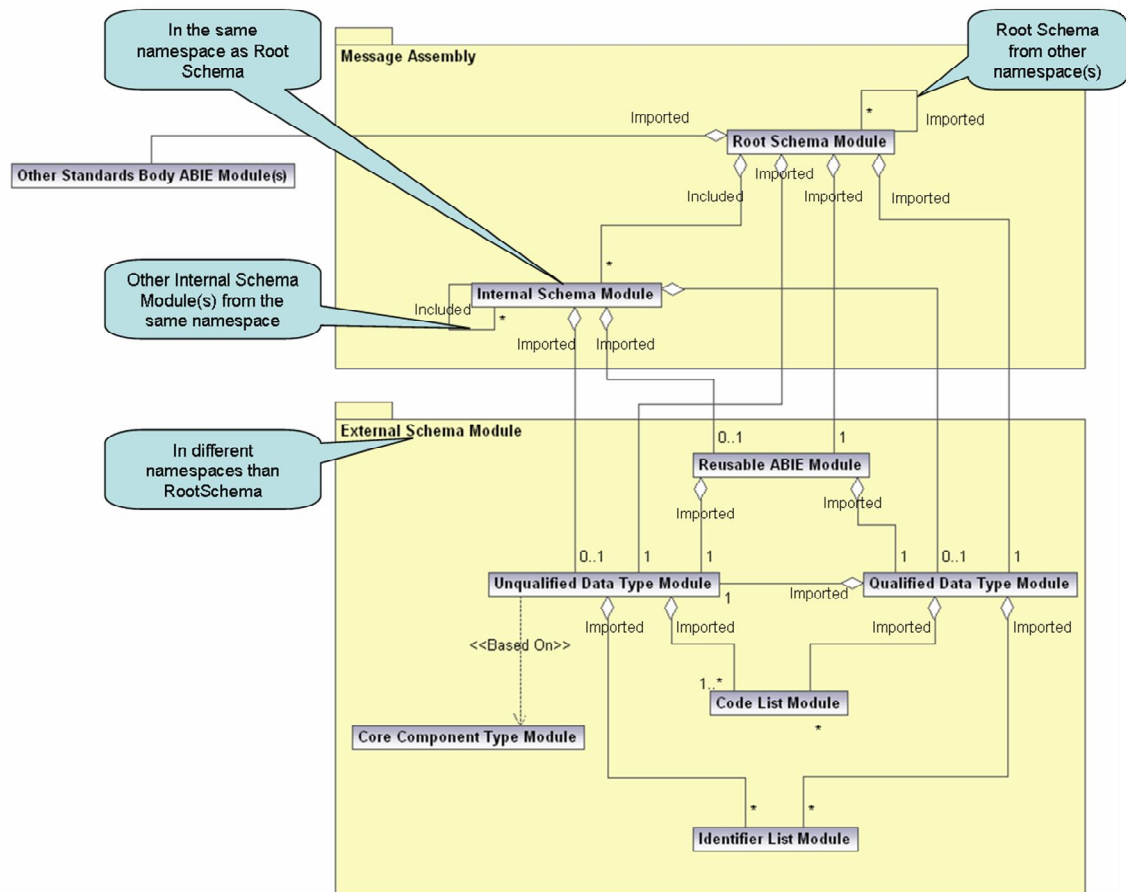 In the same
namespace as Root
Schema
Message Assembly
Root Schema
from other
namespace(s)
*
Imported
Imported
Root Schema Module
Other Standards Body ABIE Module(s)
Imported
Imported
Imported
Included
*
Other Internal Schema
Module(s) from the
same namespace
Internal Schema Module
Included
*
Imported
Imported
In different
namespaces than
RootSchema
External Schema Module
0..1
1
Reusable ABIE Module
Imported
Imported
0..1
1
1
1
0..1
1
Unqualified Data Type Module
1
Imported
Qualified Data Type Module
Imported
Imported
Imported
Imported
<<Based On>>
1..*
Code List Module
*
Core Component Type Module
*
*
Identifier List Module